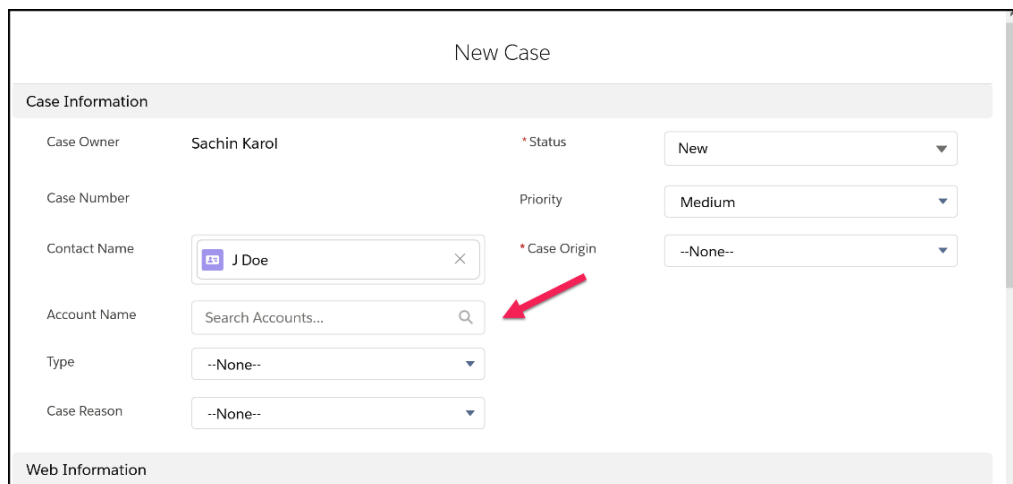 New Case
Case Information
Case Owner Sachin Karol *Status New
Case Number Priority Medium
Contact Name J Doe *Case Origin --None--
Account Name Search Accounts...
Type --None--
Case Reason --None--
Web Information